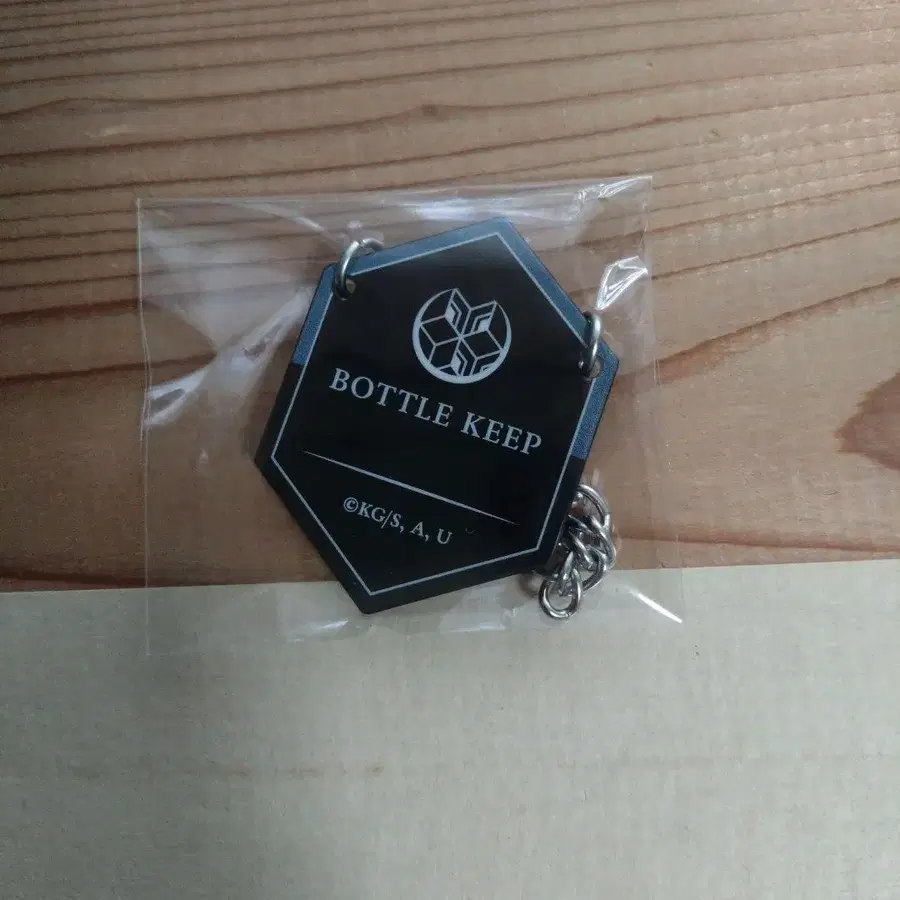 BOTTLE KEEP
©KG/S, A, U